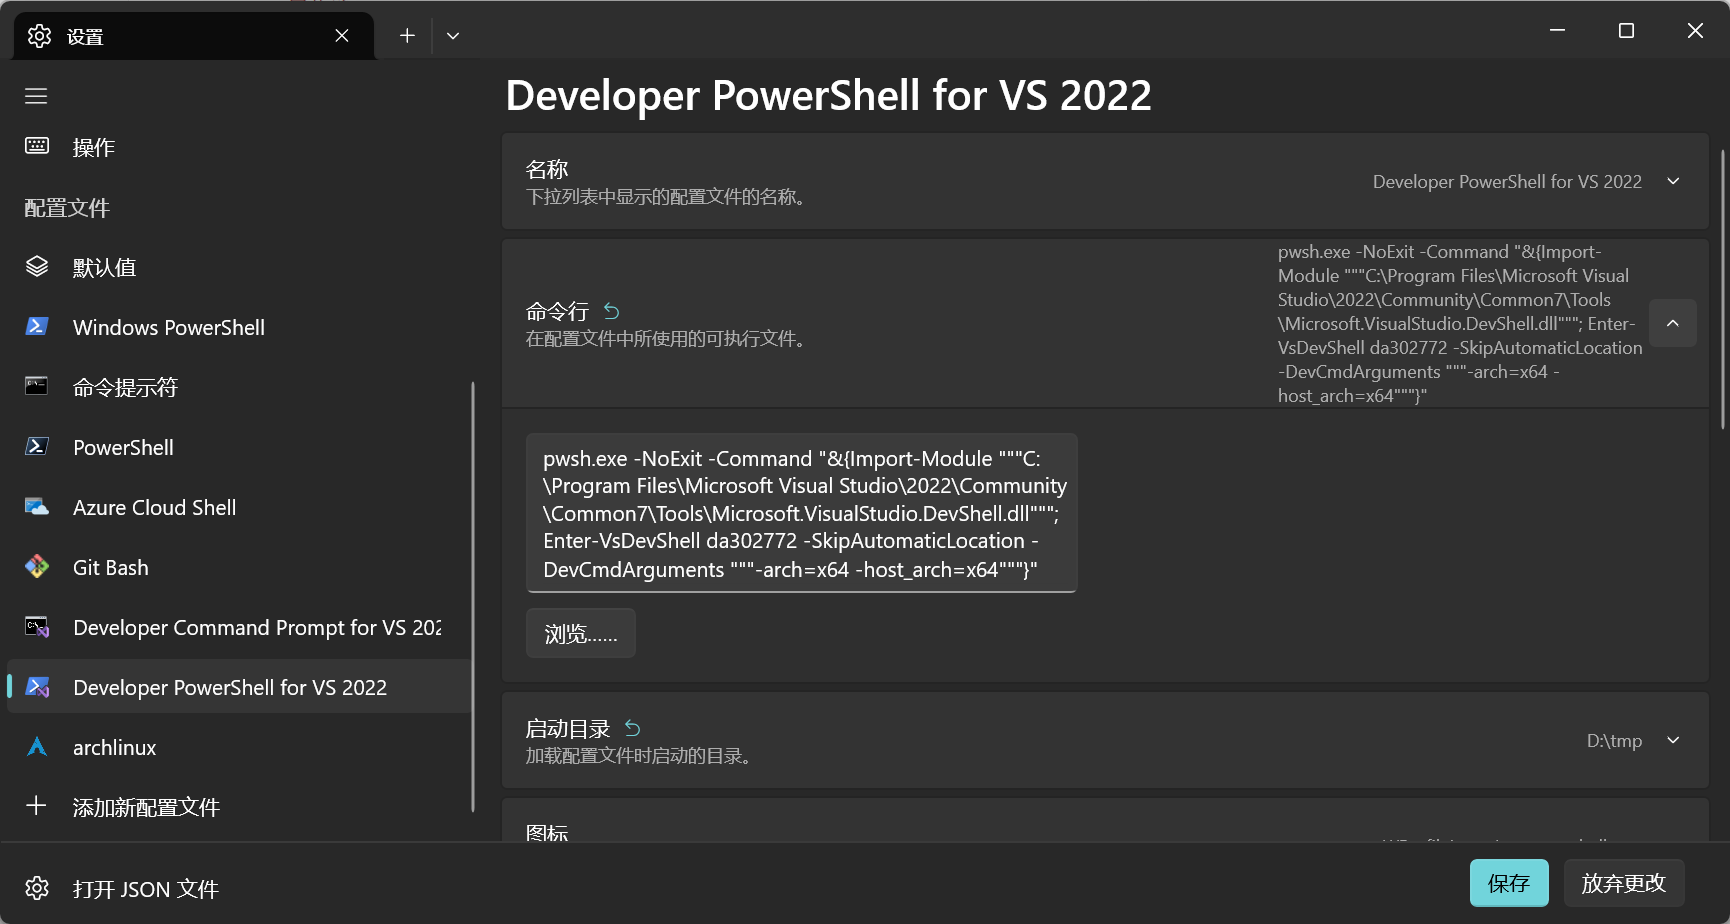 设置
操作
配置文件
默认值
Windows PowerShell
命令提示符
PowerShell
Azure Cloud Shell
Git Bash
Developer Command Prompt for VS 202
Developer PowerShell for VS 2022
archlinux
添加新配置文件
打开 JSON 文件
Developer PowerShell for VS 2022
名称
下拉列表中显示的配置文件的名称。
Developer PowerShell for VS 2022
命令行
在配置文件中所使用的可执行文件。
pwsh.exe -NoExit -Command "&{Import-
Module """C:\Program Files\Microsoft Visual
Studio\2022\Community\Common7\Tools
\Microsoft.VisualStudio.DevShell.dll"""; Enter-
VsDevShell da302772 -SkipAutomaticLocation
-DevCmdArguments """-arch=x64 -
host_arch=x64"""}"
pwsh.exe -NoExit -Command "&{Import-Module """C:
\Program Files\Microsoft Visual Studio\2022\Community
\Common7\Tools\Microsoft.VisualStudio.DevShell.dll""";
Enter-VsDevShell da302772 -SkipAutomaticLocation -
DevCmdArguments """-arch=x64 -host_arch=x64"""}"
浏览......
启动目录
加载配置文件时启动的目录。
D:\tmp
图标
保存
放弃更改